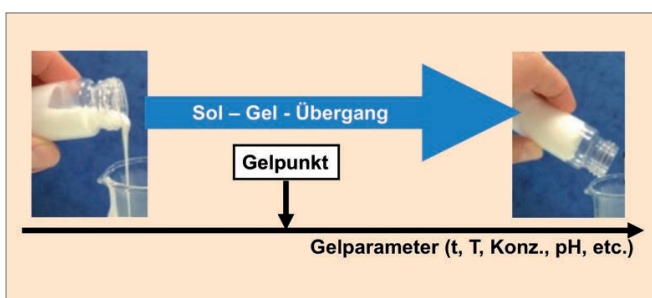 Sol – Gel - Übergang
Gelpunkt
Gelparameter (t, T, Konz., pH, etc.)